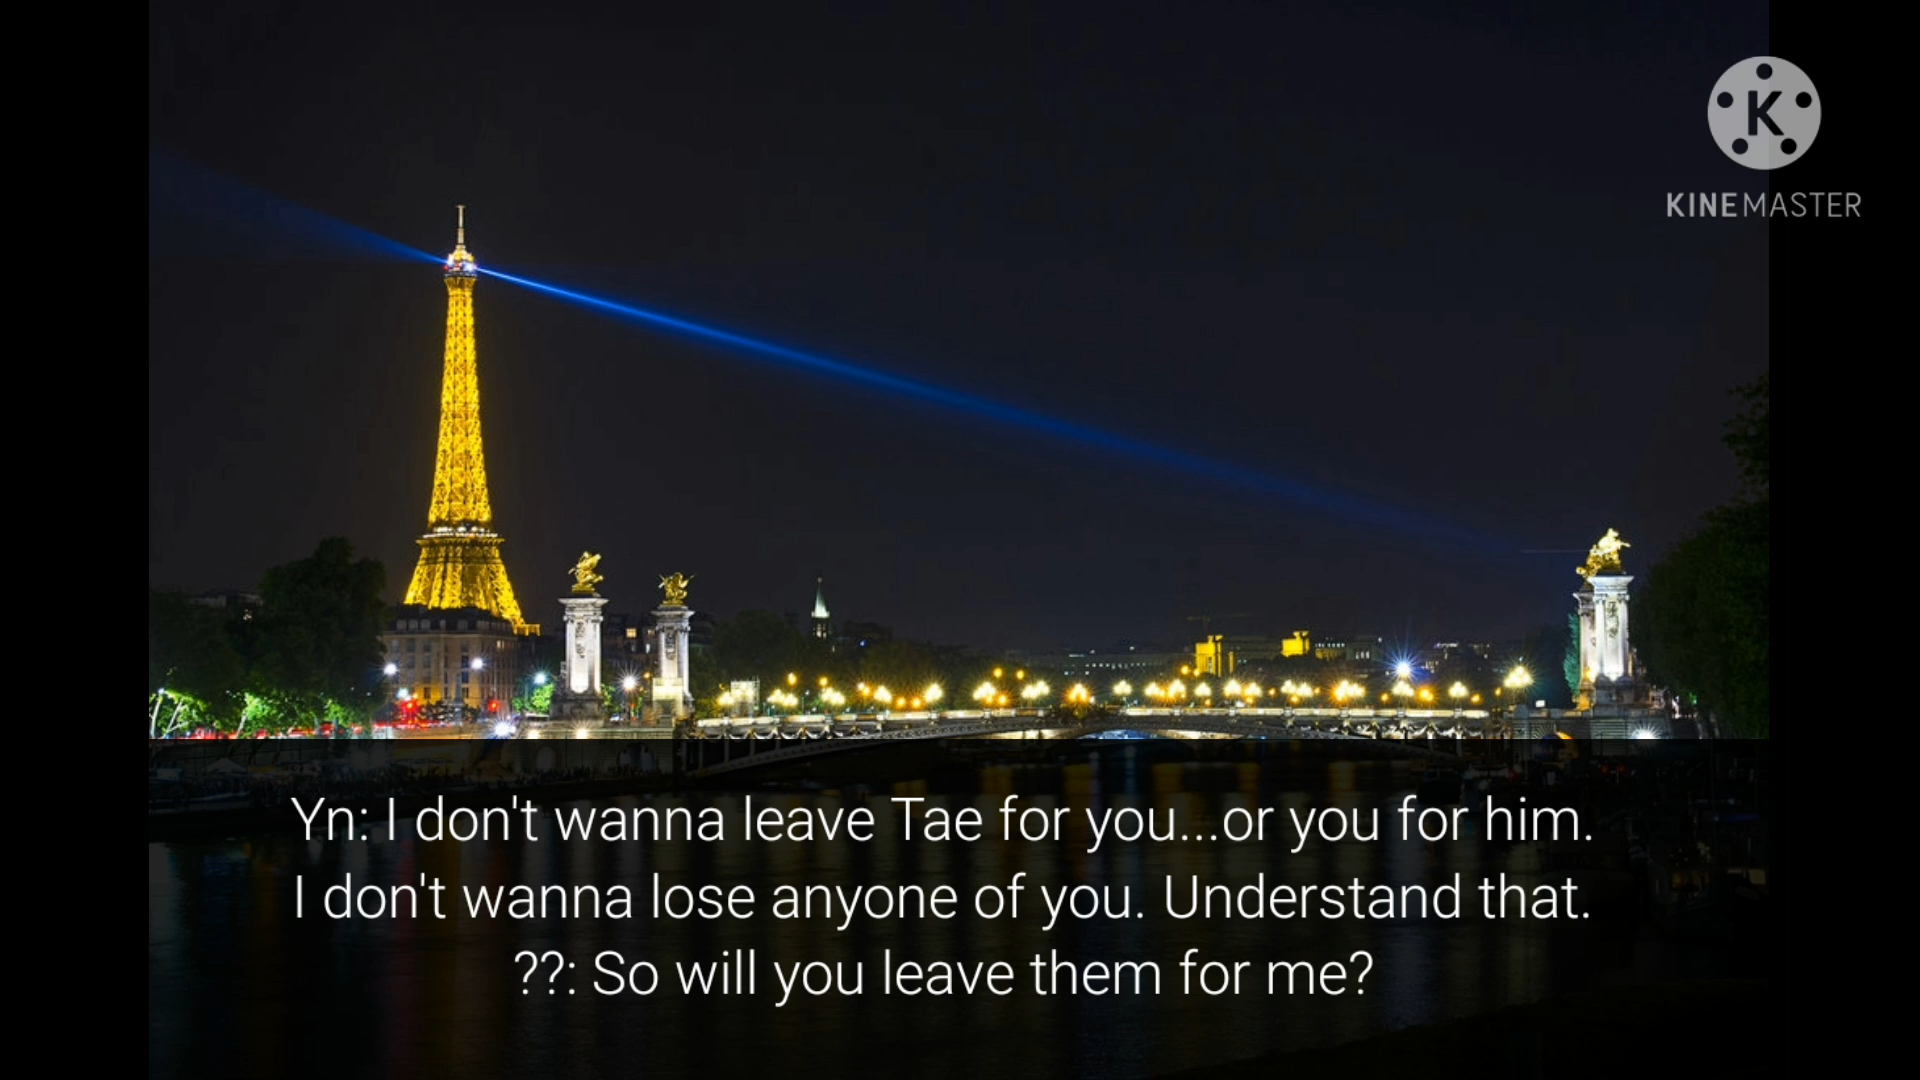 K
KINEMASTER
Yn: I don't wanna leave Tae for you...or you for him.
I don't wanna lose anyone of you. Understand that.
??: So will you leave them for me?